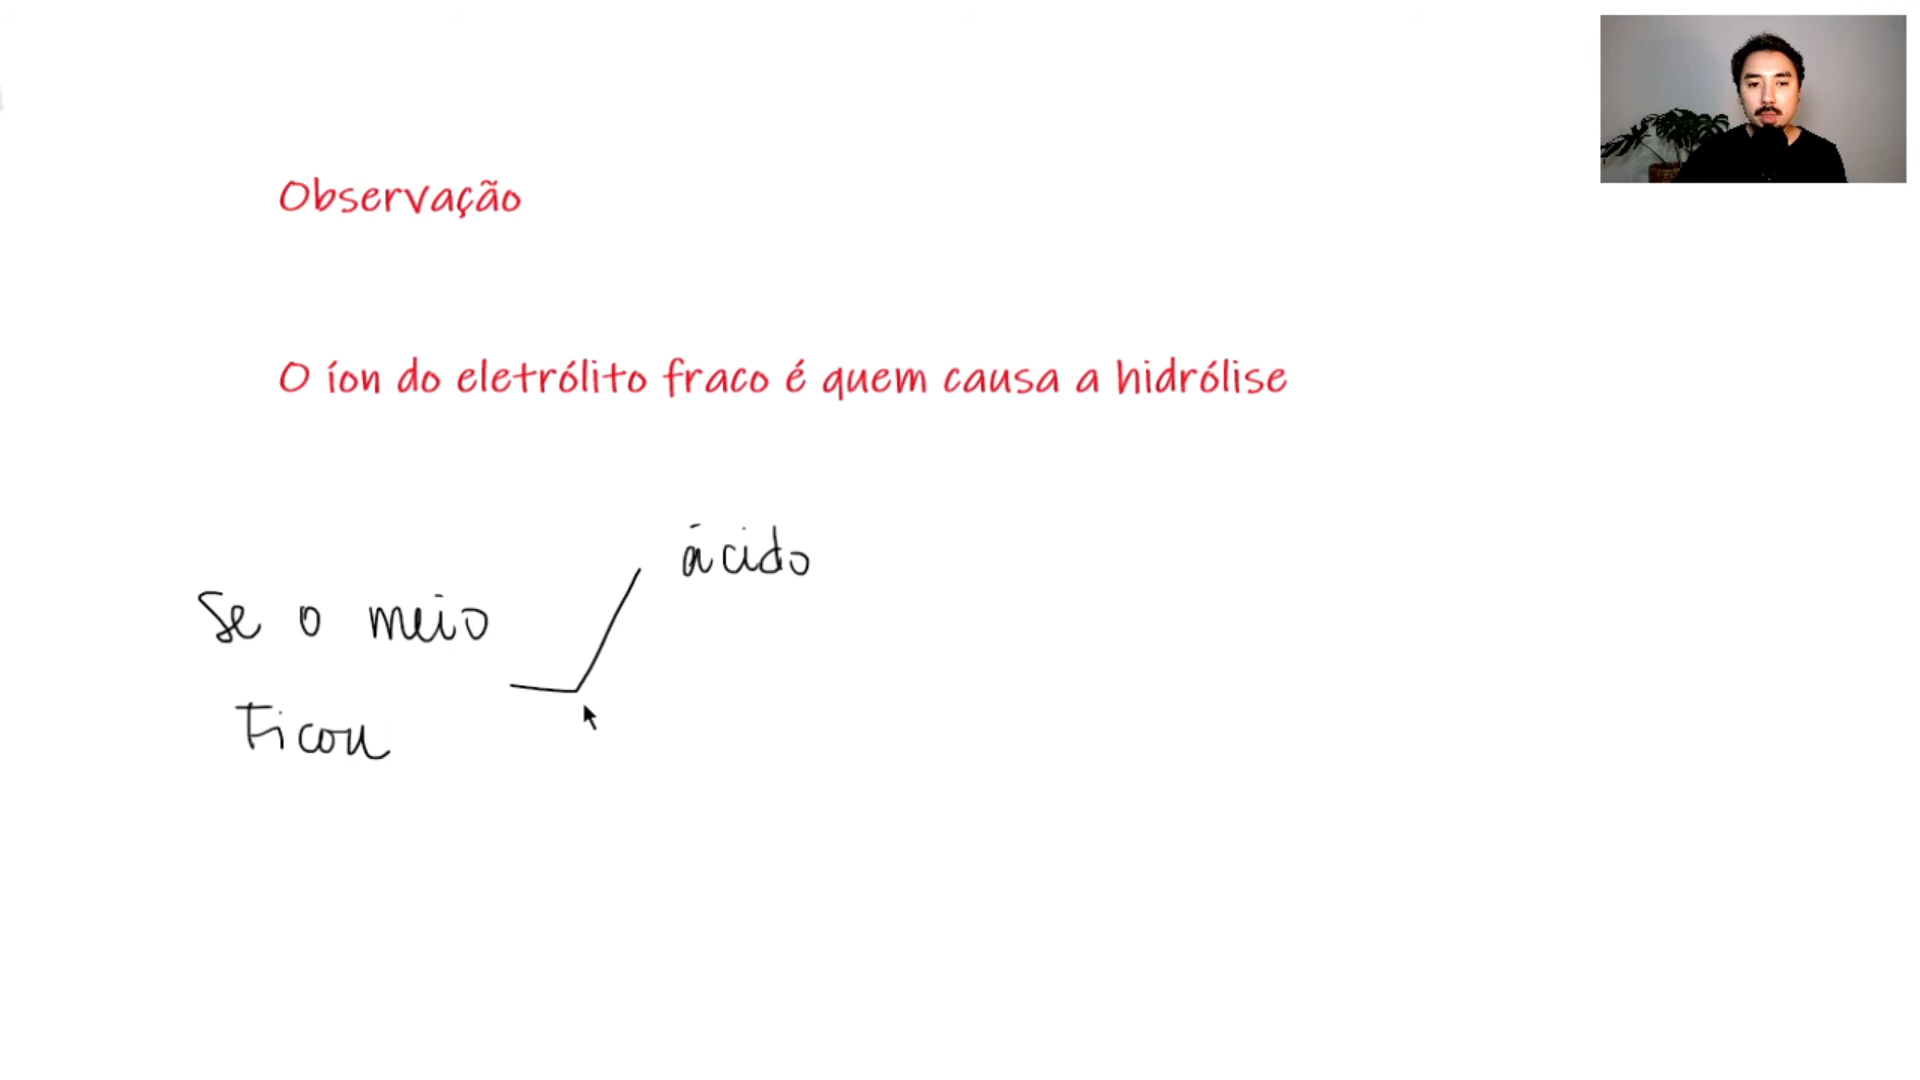 Observação
O íon do eletrólito fraco é quem causa a hidrólise
ácido
Se o meio
Ficou